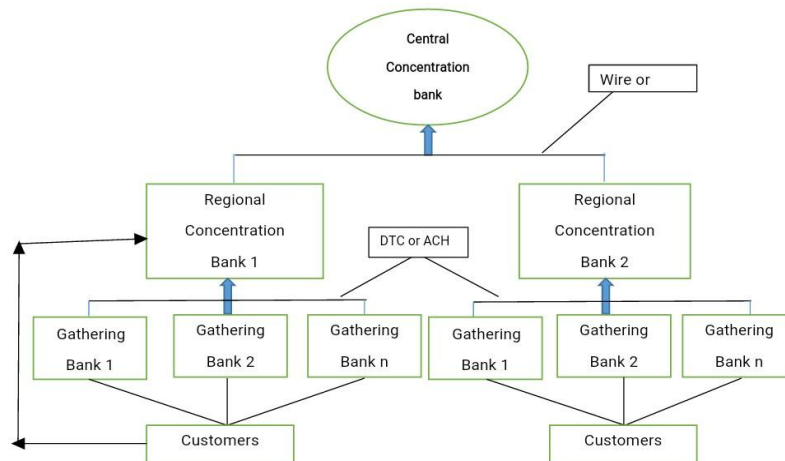 Central
Concentration
bank
Wire or
Regional
Concentration
Bank 1
Regional
Concentration
Bank 2
DTC or ACH
Gathering
Bank 1
Gathering
Bank 2
Gathering
Bank n
Gathering
Bank 1
Gathering
Bank 2
Gathering
Bank n
Customers
Customers